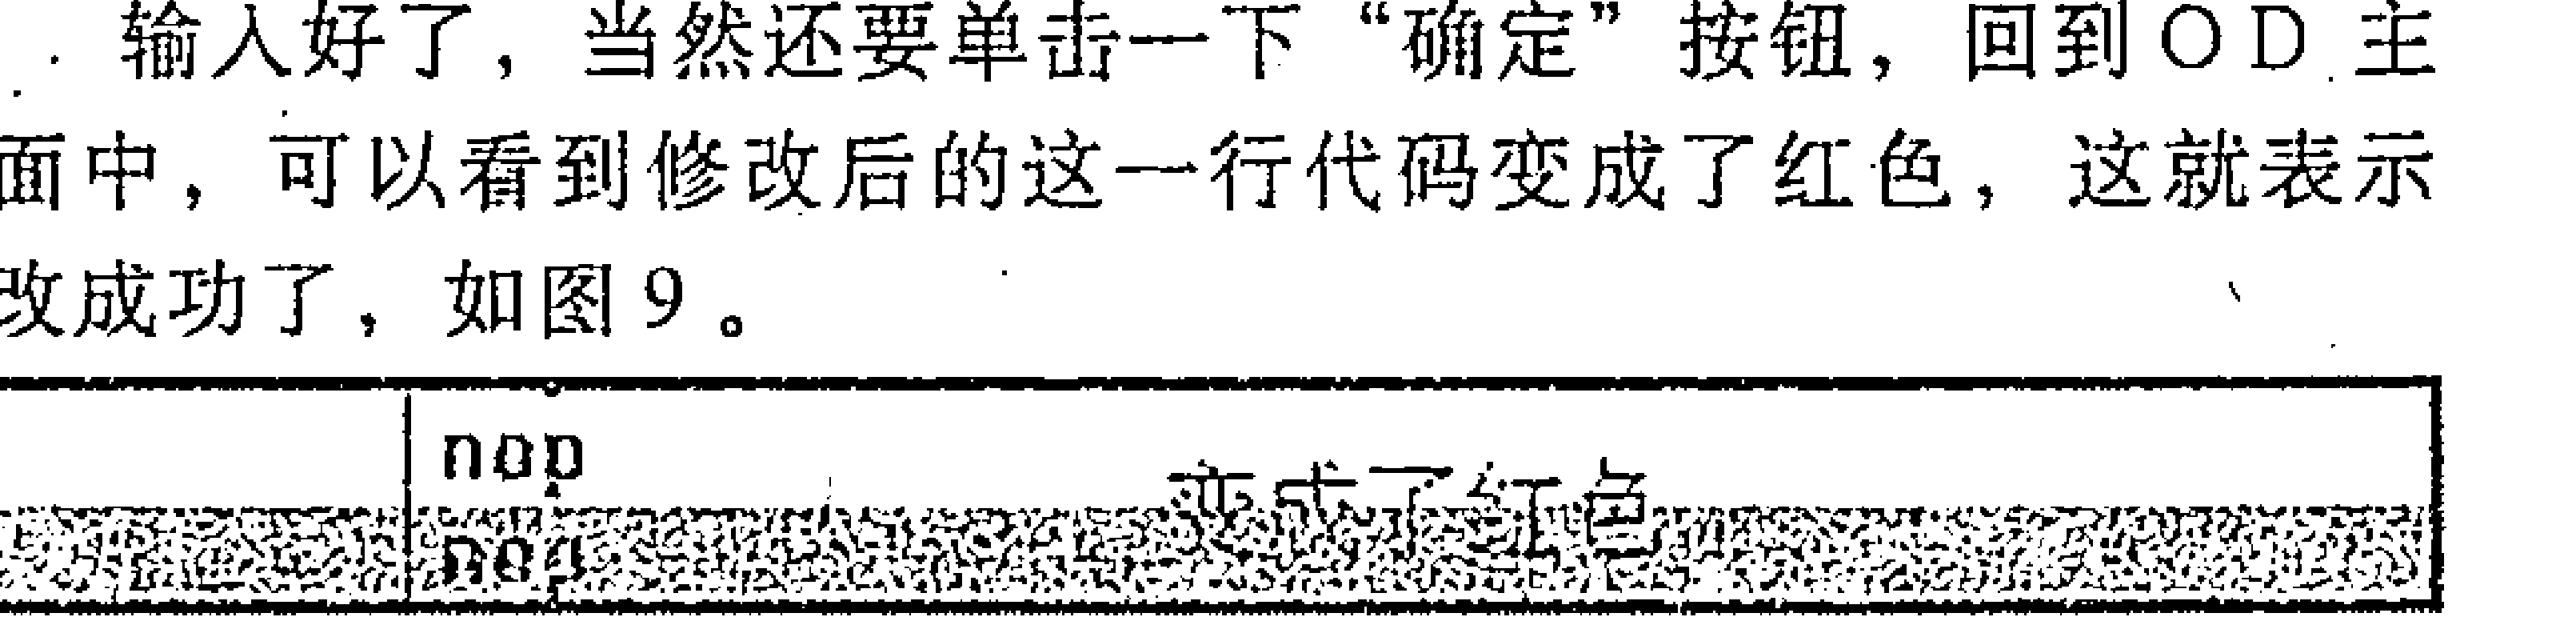 输入好了，当然还要单击一下“确定”按钮，回到OD主
面中，可以看到修改后的这一行代码变成了红色，这就表示
改成功了，如图9。
nop
变成了红色
nop